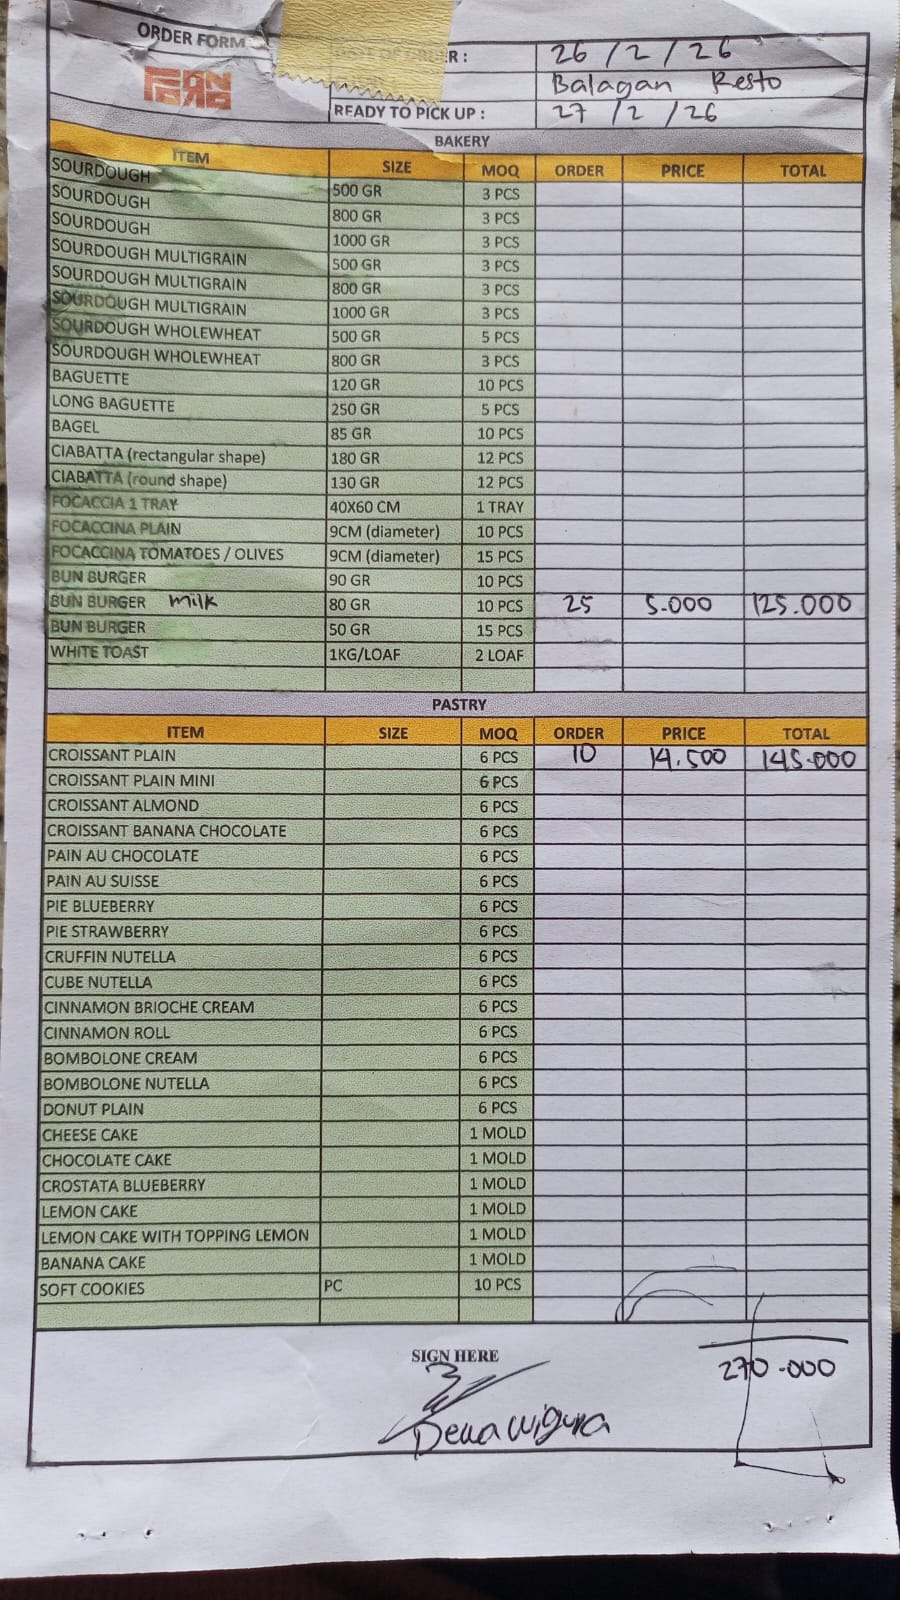 ORDER FORM
R : 26 / 2 / 26
Balagan Resto
READY TO PICK UP : 27 / 2 / 26
BAKERY
ITEM SIZE MOQ ORDER PRICE TOTAL
SOURDOUGH 500 GR 3 PCS
SOURDOUGH 800 GR 3 PCS
SOURDOUGH 1000 GR 3 PCS
SOURDOUGH MULTIGRAIN 500 GR 3 PCS
SOURDOUGH MULTIGRAIN 800 GR 3 PCS
SOURDOUGH MULTIGRAIN 1000 GR 3 PCS
SOURDOUGH WHOLEWHEAT 500 GR 5 PCS
SOURDOUGH WHOLEWHEAT 800 GR 3 PCS
BAGUETTE 120 GR 10 PCS
LONG BAGUETTE 250 GR 5 PCS
BAGEL 85 GR 10 PCS
CIABATTA (rectangular shape) 180 GR 12 PCS
CIABATTA (round shape) 130 GR 12 PCS
FOCACCIA 1 TRAY 40X60 CM 1 TRAY
FOCACCINA PLAIN 9CM (diameter) 10 PCS
FOCACCINA TOMATOES / OLIVES 9CM (diameter) 15 PCS
BUN BURGER 90 GR 10 PCS
BUN BURGER milk 80 GR 10 PCS 25 5.000 125.000
BUN BURGER 50 GR 15 PCS
WHITE TOAST 1KG/LOAF 2 LOAF
PASTRY
ITEM SIZE MOQ ORDER PRICE TOTAL
CROISSANT PLAIN 6 PCS 10 14.500 145.000
CROISSANT PLAIN MINI 6 PCS
CROISSANT ALMOND 6 PCS
CROISSANT BANANA CHOCOLATE 6 PCS
PAIN AU CHOCOLATE 6 PCS
PAIN AU SUISSE 6 PCS
PIE BLUEBERRY 6 PCS
PIE STRAWBERRY 6 PCS
CRUFFIN NUTELLA 6 PCS
CUBE NUTELLA 6 PCS
CINNAMON BRIOCHE CREAM 6 PCS
CINNAMON ROLL 6 PCS
BOMBOLONE CREAM 6 PCS
BOMBOLONE NUTELLA 6 PCS
DONUT PLAIN 6 PCS
CHEESE CAKE 1 MOLD
CHOCOLATE CAKE 1 MOLD
CROSTATA BLUEBERRY 1 MOLD
LEMON CAKE 1 MOLD
LEMON CAKE WITH TOPPING LEMON 1 MOLD
BANANA CAKE 1 MOLD
SOFT COOKIES PC 10 PCS
SIGN HERE
270.000
Dewa wigura